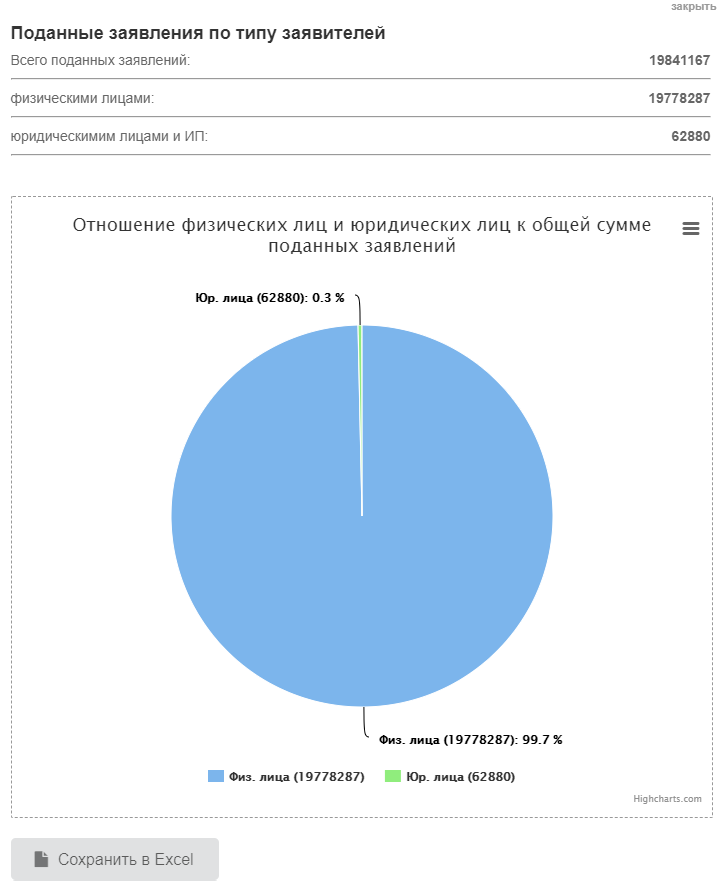 закрыть
Поданные заявления по типу заявителей
Всего поданных заявлений: 19841167
физическими лицами: 19778287
юридическимим лицами и ИП: 62880
Отношение физических лиц и юридических лиц к общей сумме
поданных заявлений
Юр. лица (62880): 0.3 %
Физ. лица (19778287): 99.7 %
Физ. лица (19778287) Юр. лица (62880)
Highcharts.com
Сохранить в Excel